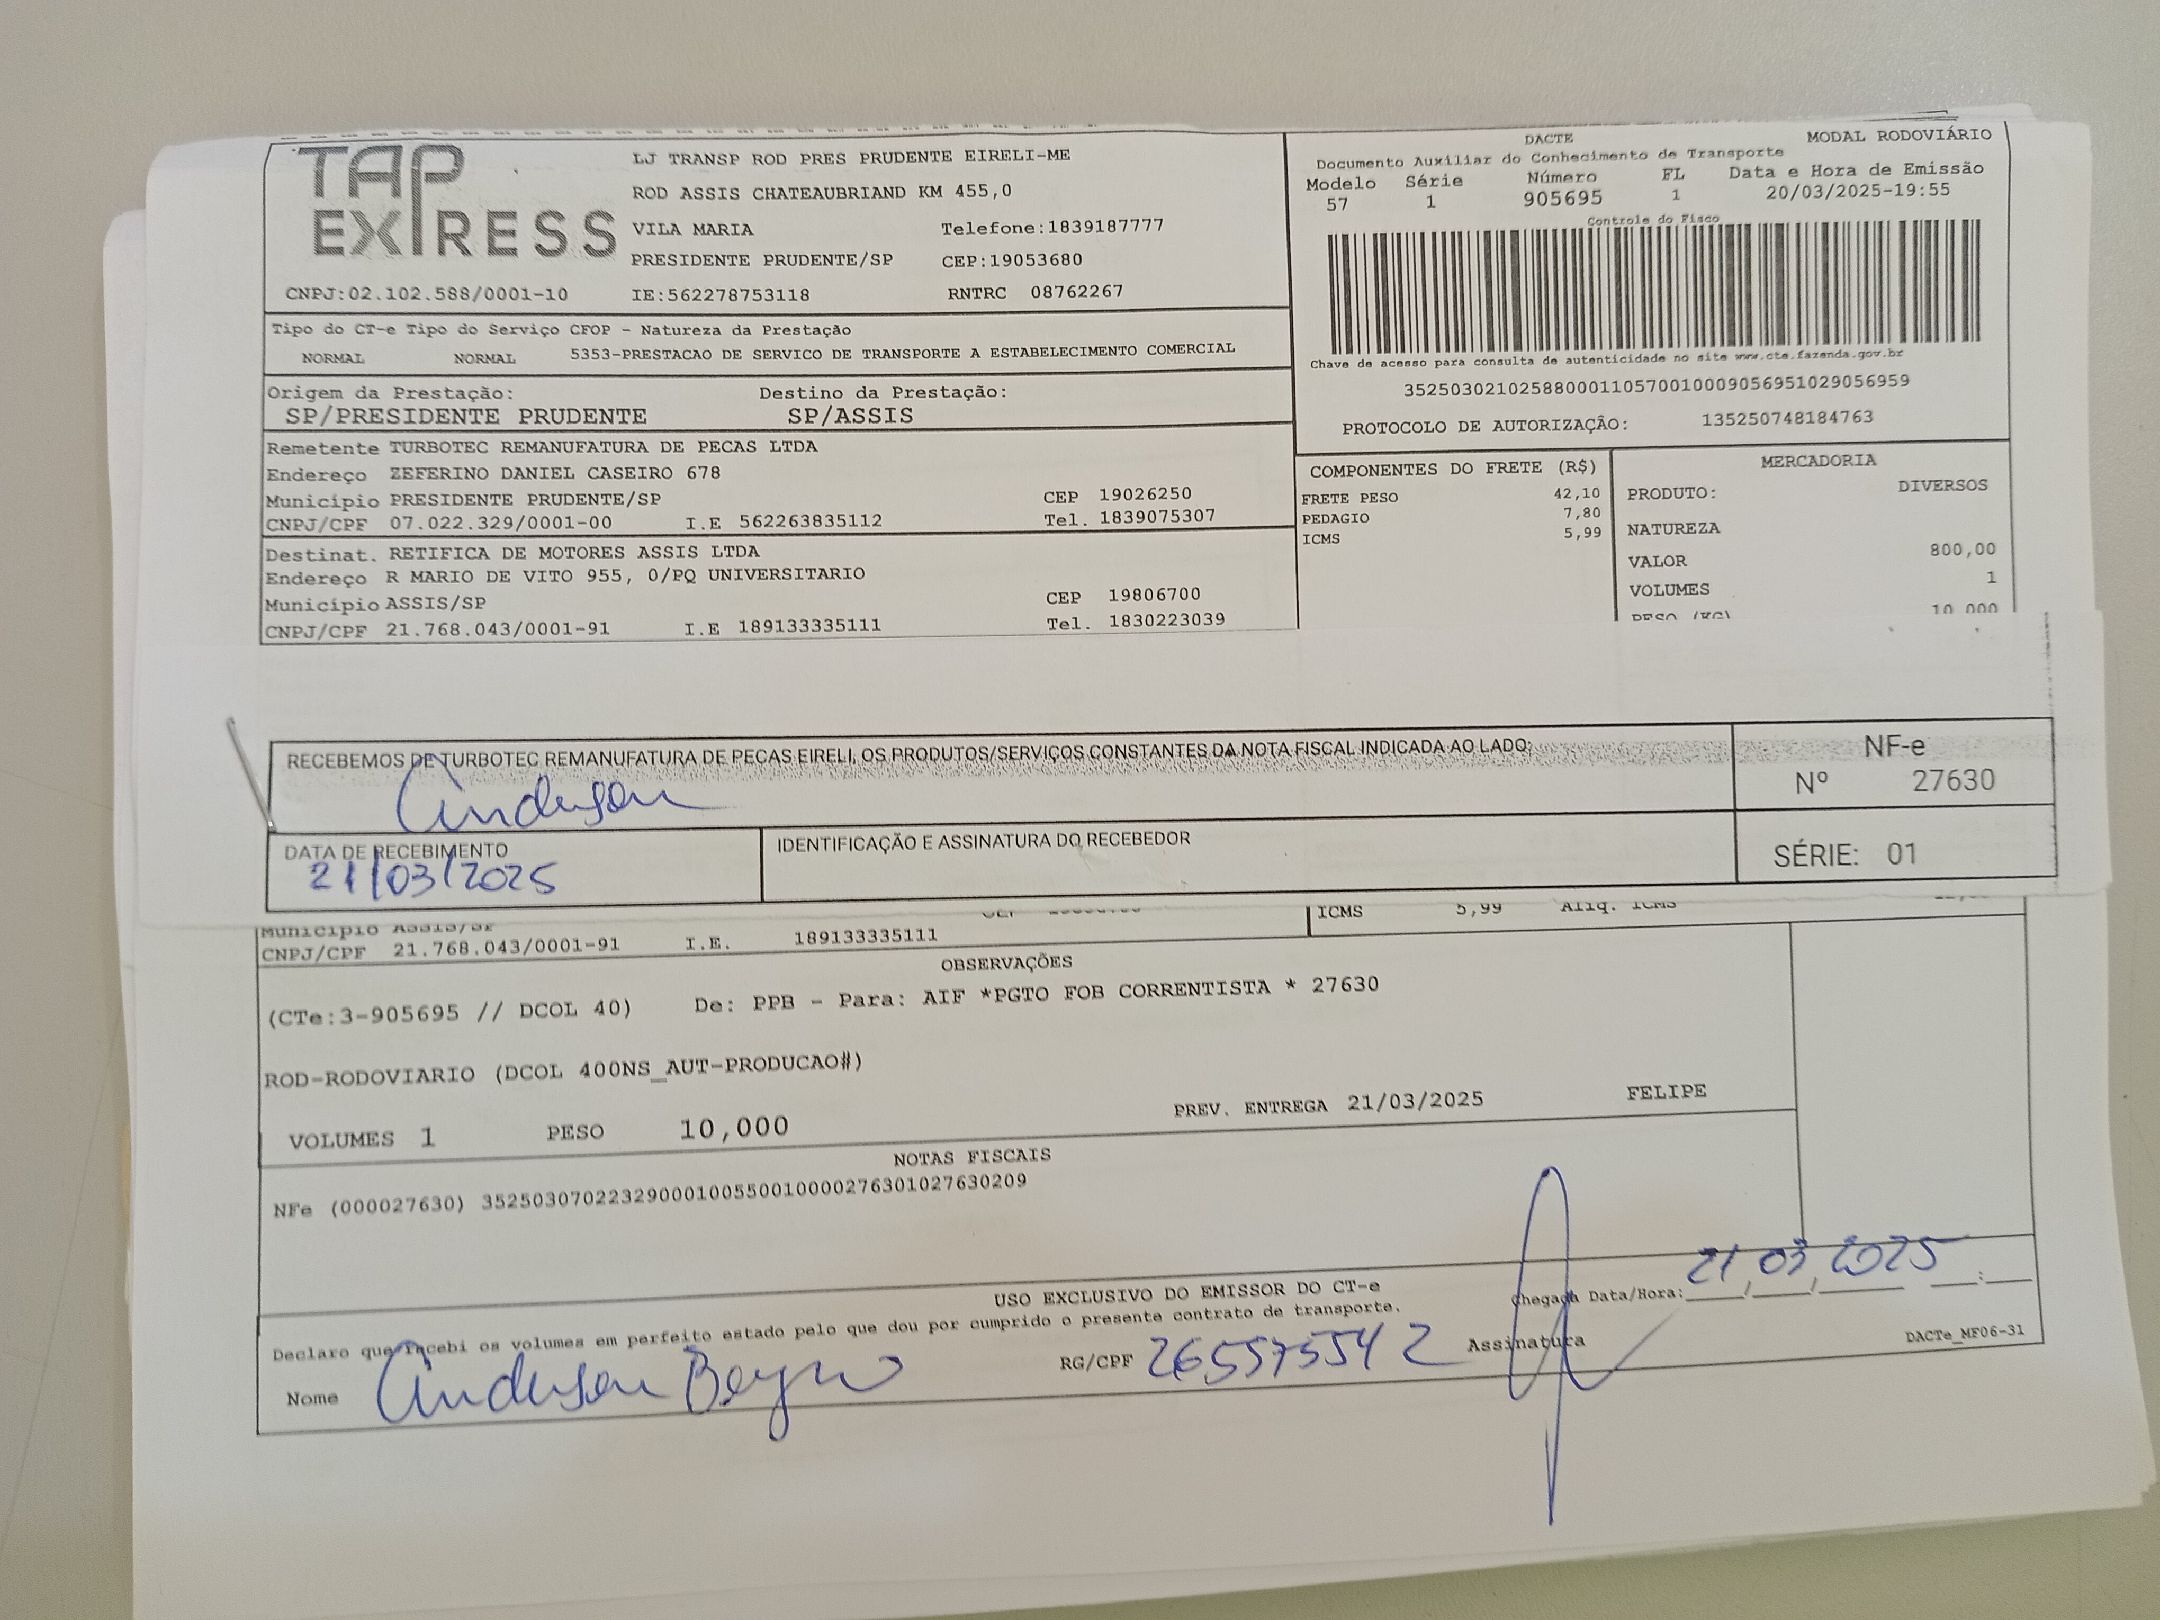 TAP EXPRESS
LJ TRANSP ROD PRES PRUDENTE EIRELI-ME
ROD ASSIS CHATEAUBRIAND KM 455,0
VILA MARIA Telefone:1839187777
PRESIDENTE PRUDENTE/SP CEP:19053680
CNPJ:02.102.588/0001-10 IE:562278753118 RNTRC 08762267
DACTE MODAL RODOVIÁRIO
Documento Auxiliar do Conhecimento de Transporte
Modelo Série Número FL Data e Hora de Emissão
57 1 905695 1 20/03/2025-19:55
Controle do Fisco
Chave de acesso para consulta de autenticidade no site www.cte.fazenda.gov.br
35250302102588000110570010009056951029056959
PROTOCOLO DE AUTORIZAÇÃO: 135250748184763
Tipo do CT-e Tipo do Serviço CFOP - Natureza da Prestação
NORMAL NORMAL 5353-PRESTACAO DE SERVICO DE TRANSPORTE A ESTABELECIMENTO COMERCIAL
Origem da Prestação: Destino da Prestação:
SP/PRESIDENTE PRUDENTE SP/ASSIS
Remetente TURBOTEC REMANUFATURA DE PECAS LTDA
Endereço ZEFERINO DANIEL CASEIRO 678
Município PRESIDENTE PRUDENTE/SP CEP 19026250
CNPJ/CPF 07.022.329/0001-00 I.E 562263835112 Tel. 1839075307
Destinat. RETIFICA DE MOTORES ASSIS LTDA
Endereço R MARIO DE VITO 955, 0/PQ UNIVERSITARIO
Município ASSIS/SP CEP 19806700
CNPJ/CPF 21.768.043/0001-91 I.E 189133335111 Tel. 1830223039
COMPONENTES DO FRETE (R$)
FRETE PESO 42,10
PEDAGIO 7,80
ICMS 5,99
MERCADORIA
PRODUTO: DIVERSOS
NATUREZA
VALOR 800,00
VOLUMES 1
PESO (KG) 10,000
RECEBEMOS DE TURBOTEC REMANUFATURA DE PECAS EIRELI, OS PRODUTOS/SERVIÇOS CONSTANTES DA NOTA FISCAL INDICADA AO LADO;
Anderson
NF-e
Nº 27630
SÉRIE: 01
DATA DE RECEBIMENTO IDENTIFICAÇÃO E ASSINATURA DO RECEBEDOR
21/03/2025
Município ASSIS/SP ICMS 5,99 Aliq. ICMS
CNPJ/CPF 21.768.043/0001-91 I.E. 189133335111
OBSERVAÇÕES
(CTe:3-905695 // DCOL 40) De: PPB - Para: AIF *PGTO FOB CORRENTISTA * 27630
ROD-RODOVIARIO (DCOL 400NS_AUT-PRODUCAO#)
VOLUMES 1 PESO 10,000 PREV. ENTREGA 21/03/2025 FELIPE
NOTAS FISCAIS
NFe (000027630) 35250307022329000100550010000276301027630209
USO EXCLUSIVO DO EMISSOR DO CT-e
Declaro que recebi os volumes em perfeito estado pelo que dou por cumprido o presente contrato de transporte.
Chegada Data/Hora: 21/03/2025 __:__
Nome Anderson RG/CPF 265575554 2 Assinatura
DACTe_MF06-31